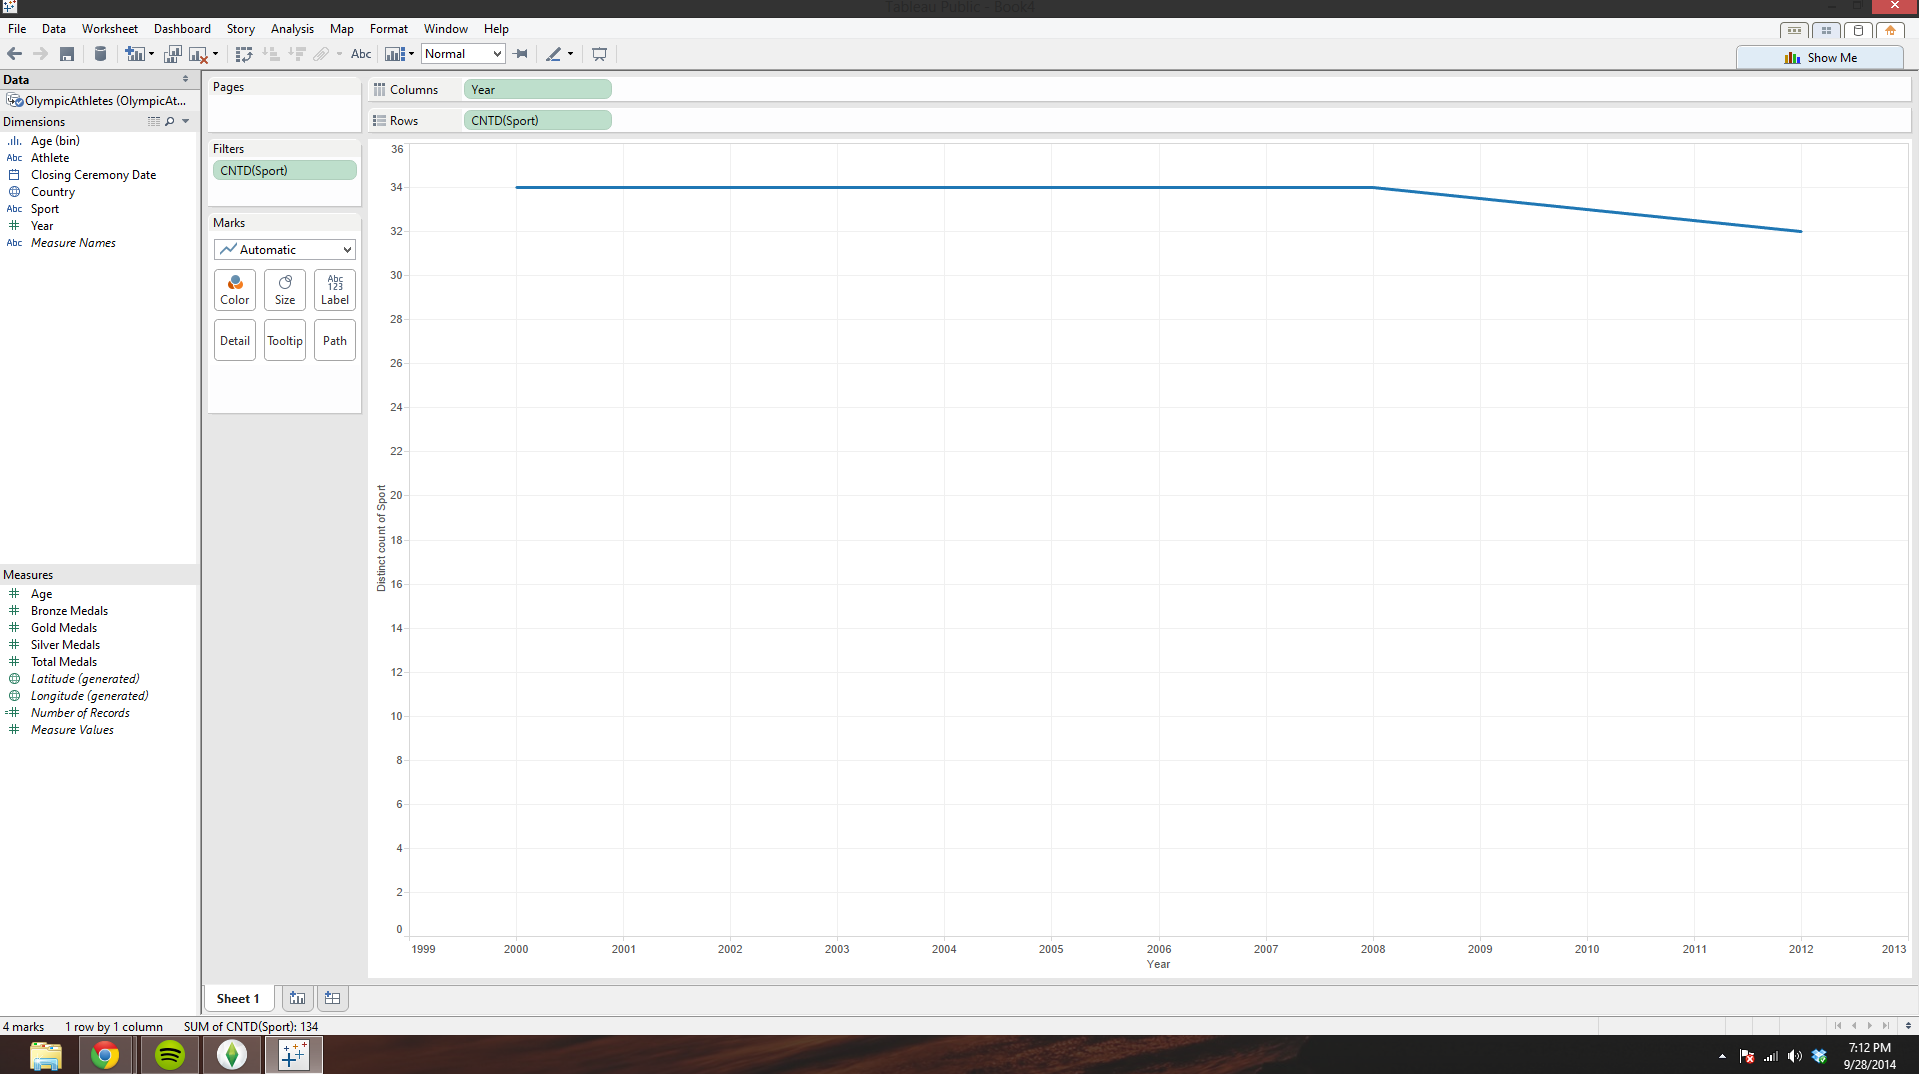 Tableau Public - Book4
File Data Worksheet Dashboard Story Analysis Map Format Window Help
Abc Normal
Show Me
Data
OlympicAthletes (OlympicAt...
Dimensions
Age (bin)
Abc Athlete
Closing Ceremony Date
Country
Abc Sport
Year
Abc Measure Names
Measures
Age
Bronze Medals
Gold Medals
Silver Medals
Total Medals
Latitude (generated)
Longitude (generated)
Number of Records
Measure Values
Pages
Filters
CNTD(Sport)
Marks
Automatic
Abc
123
Color Size Label
Detail Tooltip Path
Columns Year
Rows CNTD(Sport)
36
34
32
30
28
26
24
22
20
18
16
14
12
10
8
6
4
2
0
Distinct count of Sport
1999 2000 2001 2002 2003 2004 2005 2006 2007 2008 2009 2010 2011 2012 2013
Year
Sheet 1
4 marks 1 row by 1 column SUM of CNTD(Sport): 134
7:12 PM
9/28/2014